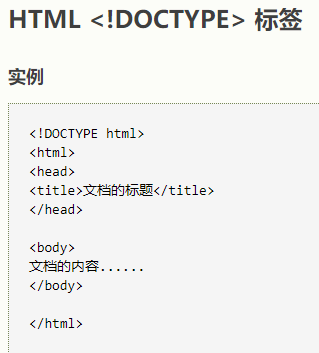 HTML <!DOCTYPE> 标签
实例
<!DOCTYPE html>
<html>
<head>
<title>文档的标题</title>
</head>
<body>
文档的内容......
</body>
</html>